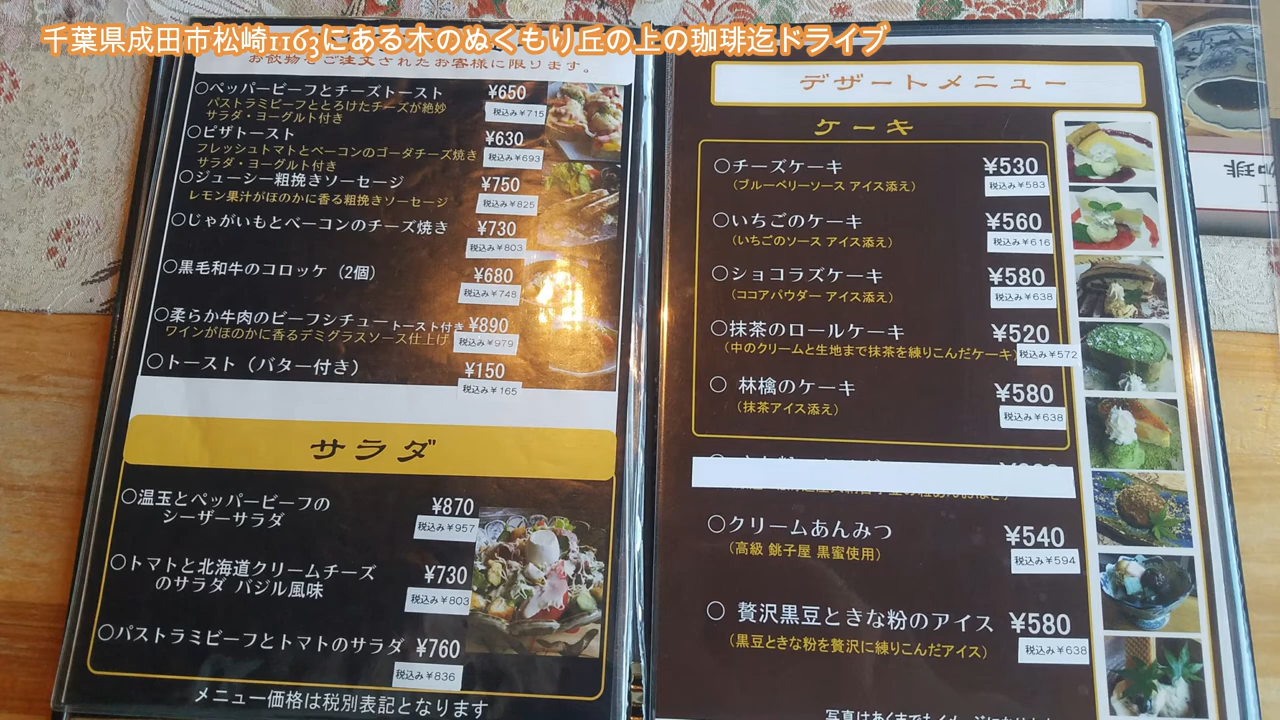 千葉県成田市松崎1163にある木のぬくもり丘の上の珈琲迄ドライブ
お飲物をご注文されたお客様に限ります。
○ペッパービーフとチーズトースト ¥650
パストラミビーフととろけたチーズが絶妙 税込み¥715
サラダ・ヨーグルト付き
○ピザトースト ¥630
フレッシュトマトとベーコンのゴーダチーズ焼き 税込み¥693
サラダ・ヨーグルト付き
○ジューシー粗挽きソーセージ ¥750
レモン果汁がほのかに香る粗挽きソーセージ 税込み¥825
○じゃがいもとベーコンのチーズ焼き ¥730
税込み¥803
○黒毛和牛のコロッケ(2個) ¥680
税込み¥748
○柔らか牛肉のビーフシチュートースト付き ¥890
ワインがほのかに香るデミグラスソース仕上げ 税込み¥979
○トースト(バター付き) ¥150
税込み¥165
サラダ
○温玉とペッパービーフの ¥870
シーザーサラダ 税込み¥957
○トマトと北海道クリームチーズ ¥730
のサラダ バジル風味 税込み¥803
○パストラミビーフとトマトのサラダ ¥760
税込み¥836
メニュー価格は税別表記となります
デザートメニュー
ケーキ
○チーズケーキ ¥530
(ブルーベリーソース アイス添え) 税込み¥583
○いちごのケーキ ¥560
(いちごのソース アイス添え) 税込み¥616
○ショコラズケーキ ¥580
(ココアパウダー アイス添え) 税込み¥638
○抹茶のロールケーキ ¥520
(中のクリームと生地まで抹茶を練りこんだケーキ) 税込み¥572
○ 林檎のケーキ ¥580
(抹茶アイス添え) 税込み¥638
○クリームあんみつ ¥540
(高級 銚子屋 黒蜜使用) 税込み¥594
○ 贅沢黒豆ときな粉のアイス ¥580
(黒豆ときな粉を贅沢に練りこんだアイス) 税込み¥638
珈琲